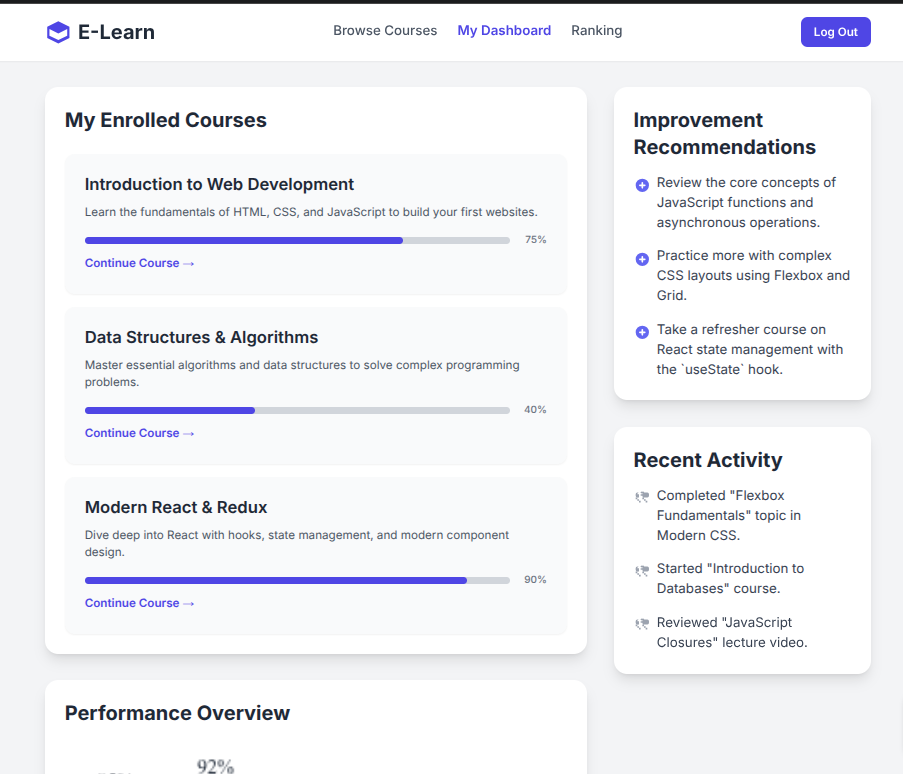 E-Learn
Browse Courses
My Dashboard
Ranking
Log Out
My Enrolled Courses
Introduction to Web Development
Learn the fundamentals of HTML, CSS, and JavaScript to build your first websites.
75%
Continue Course →
Data Structures & Algorithms
Master essential algorithms and data structures to solve complex programming
problems.
40%
Continue Course →
Modern React & Redux
Dive deep into React with hooks, state management, and modern component
design.
90%
Continue Course →
Performance Overview
92%
Improvement
Recommendations
Review the core concepts of
JavaScript functions and
asynchronous operations.
Practice more with complex
CSS layouts using Flexbox and
Grid.
Take a refresher course on
React state management with
the `useState` hook.
Recent Activity
Completed "Flexbox
Fundamentals" topic in
Modern CSS.
Started "Introduction to
Databases" course.
Reviewed "JavaScript
Closures" lecture video.